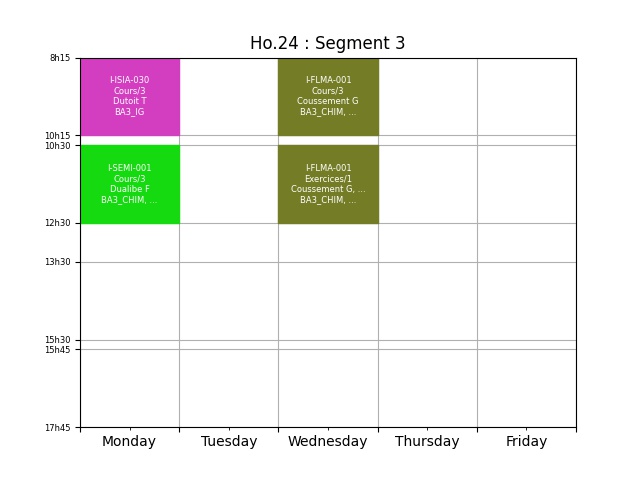 Ho.24 : Segment 3
8h15
I-ISIA-030
Cours/3
Dutoit T
BA3_IG
I-FLMA-001
Cours/3
Coussement G
BA3_CHIM, ...
10h15
10h30
I-SEMI-001
Cours/3
Dualibe F
BA3_CHIM, ...
I-FLMA-001
Exercices/1
Coussement G, ...
BA3_CHIM, ...
12h30
13h30
15h30
15h45
17h45
Monday
Tuesday
Wednesday
Thursday
Friday